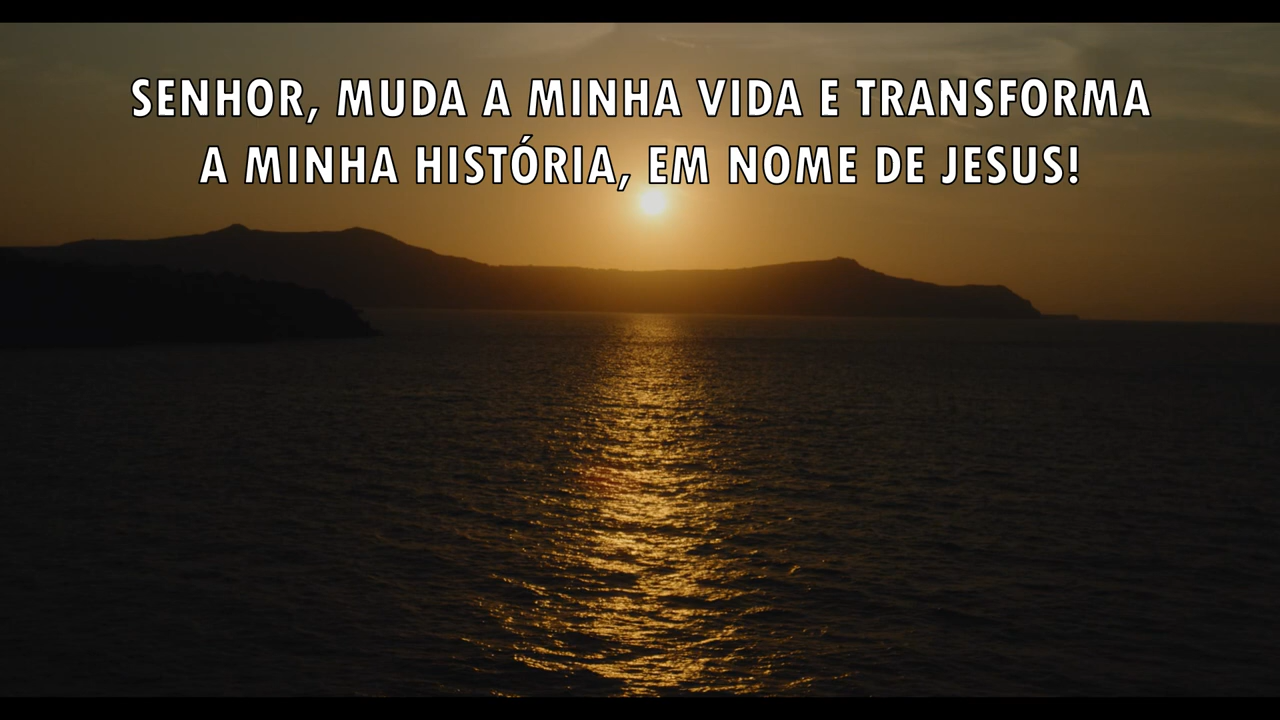 SENHOR, MUDA A MINHA VIDA E TRANSFORMA
A MINHA HISTÓRIA, EM NOME DE JESUS!